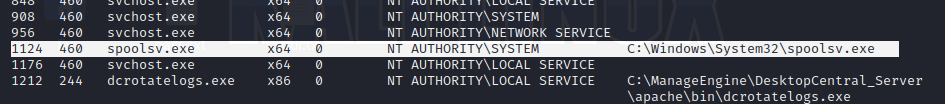 848 460 svchost.exe x64 0 NT AUTHORITY\LOCAL SERVICE
908 460 svchost.exe x64 0 NT AUTHORITY\SYSTEM
956 460 svchost.exe x64 0 NT AUTHORITY\NETWORK SERVICE
1124 460 spoolsv.exe x64 0 NT AUTHORITY\SYSTEM C:\Windows\System32\spoolsv.exe
1176 460 svchost.exe x64 0 NT AUTHORITY\LOCAL SERVICE
1212 244 dcrotatelogs.exe x86 0 NT AUTHORITY\LOCAL SERVICE C:\ManageEngine\DesktopCentral_Server
\apache\bin\dcrotatelogs.exe